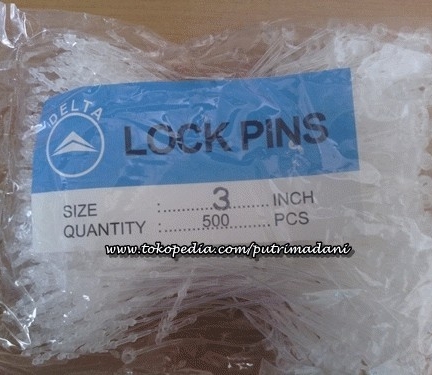 DELTA
LOCK PINS
SIZE :..........3..........INCH
QUANTITY :..........500..........PCS
www.tokopedia.com/putrimadani